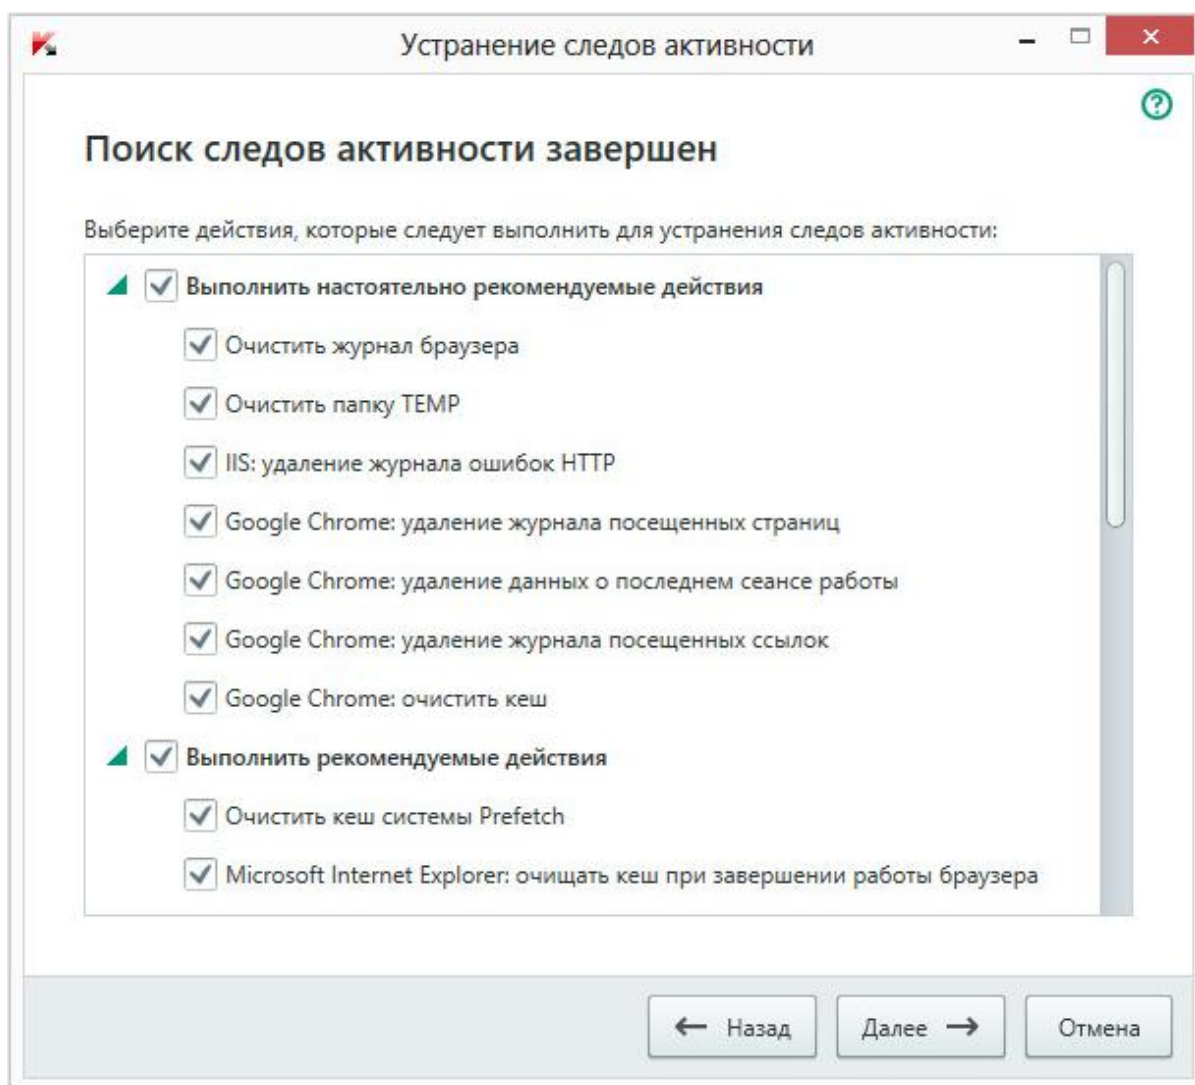 Устранение следов активности
Поиск следов активности завершен
Выберите действия, которые следует выполнить для устранения следов активности:
Выполнить настоятельно рекомендуемые действия
Очистить журнал браузера
Очистить папку TEMP
IIS: удаление журнала ошибок HTTP
Google Chrome: удаление журнала посещенных страниц
Google Chrome: удаление данных о последнем сеансе работы
Google Chrome: удаление журнала посещенных ссылок
Google Chrome: очистить кеш
Выполнить рекомендуемые действия
Очистить кеш системы Prefetch
Microsoft Internet Explorer: очищать кеш при завершении работы браузера
Назад Далее Отмена